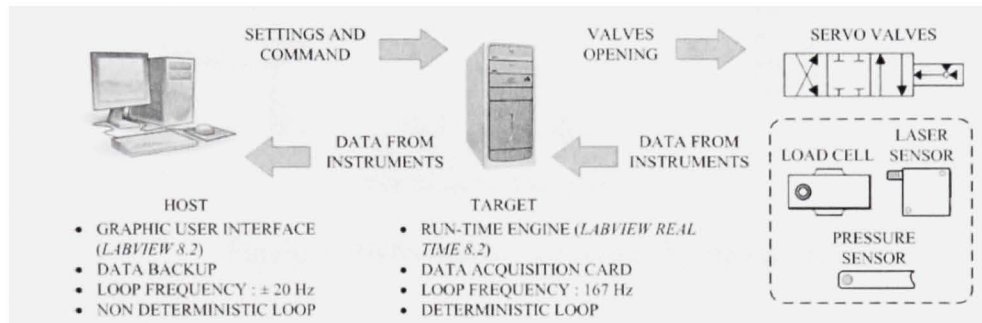 SETTINGS AND
COMMAND
VALVES
OPENING
SERVO VALVES
DATA FROM
INSTRUMENTS
DATA FROM
INSTRUMENTS
LOAD CELL
LASER
SENSOR
PRESSURE
SENSOR
HOST
• GRAPHIC USER INTERFACE
(LABVIEW 8.2)
• DATA BACKUP
• LOOP FREQUENCY : ± 20 Hz
• NON DETERMINISTIC LOOP
TARGET
• RUN-TIME ENGINE (LABVIEW REAL
TIME 8.2)
• DATA ACQUISITION CARD
• LOOP FREQUENCY : 167 Hz
• DETERMINISTIC LOOP